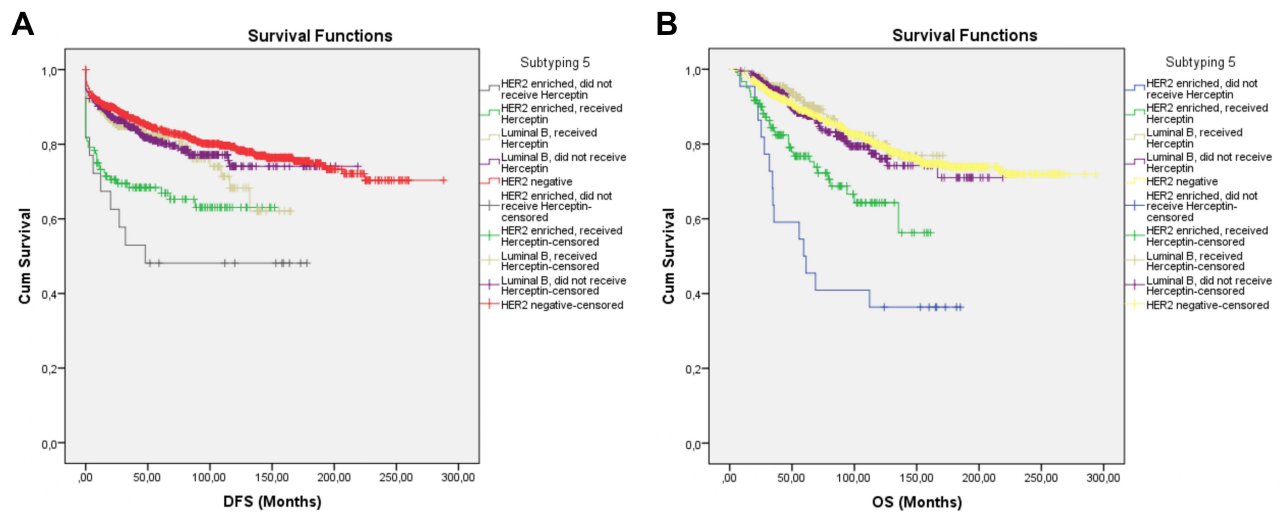 A
Survival Functions
Cum Survival
1,0
0,8
0,6
0,4
0,2
0,0
,00
50,00
100,00
150,00
200,00
250,00
300,00
DFS (Months)
Subtyping 5
HER2 enriched, did not
receive Herceptin
HER2 enriched, received
Herceptin
Luminal B, received
Herceptin
Luminal B, did not receive
Herceptin
HER2 negative
HER2 enriched, did not
receive Herceptin-
censored
HER2 enriched, received
Herceptin-censored
Luminal B, received
Herceptin-censored
Luminal B, did not receive
Herceptin-censored
HER2 negative-censored
B
Survival Functions
Cum Survival
1,0
0,8
0,6
0,4
0,2
0,0
,00
50,00
100,00
150,00
200,00
250,00
300,00
OS (Months)
Subtyping 5
HER2 enriched, did not
receive Herceptin
HER2 enriched, received
Herceptin
Luminal B, received
Herceptin
Luminal B, did not receive
Herceptin
HER2 negative
HER2 enriched, did not
receive Herceptin-
censored
HER2 enriched, received
Herceptin-censored
Luminal B, received
Herceptin-censored
Luminal B, did not receive
Herceptin-censored
HER2 negative-censored